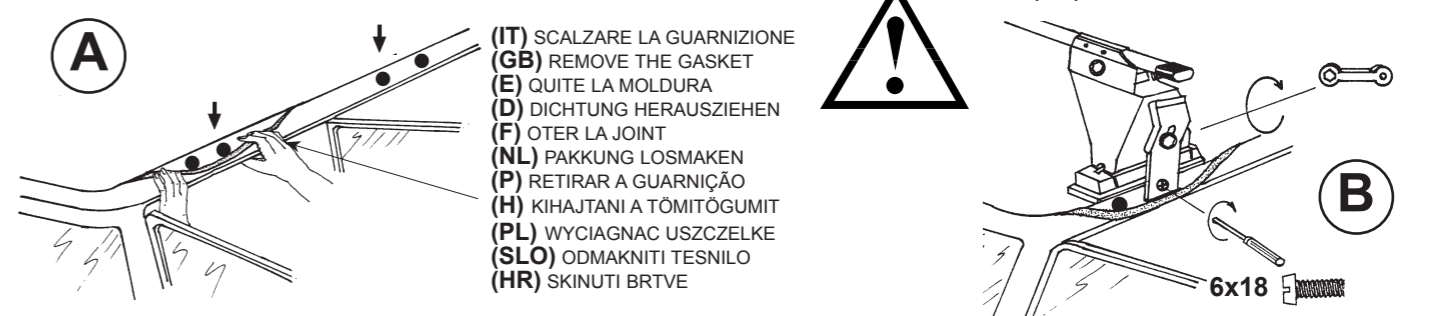 A
(IT) SCALZARE LA GUARNIZIONE
(GB) REMOVE THE GASKET
(E) QUITE LA MOLDURA
(D) DICHTUNG HERAUSZIEHEN
(F) OTER LA JOINT
(NL) PAKKUNG LOSMAKEN
(P) RETIRAR A GUARNIÇÃO
(H) KIHAJTANI A TÖMITÖGUMIT
(PL) WYCIAGNAC USZCZELKE
(SLO) ODMAKNITI TESNILO
(HR) SKINUTI BRTVE
!
B
6x18